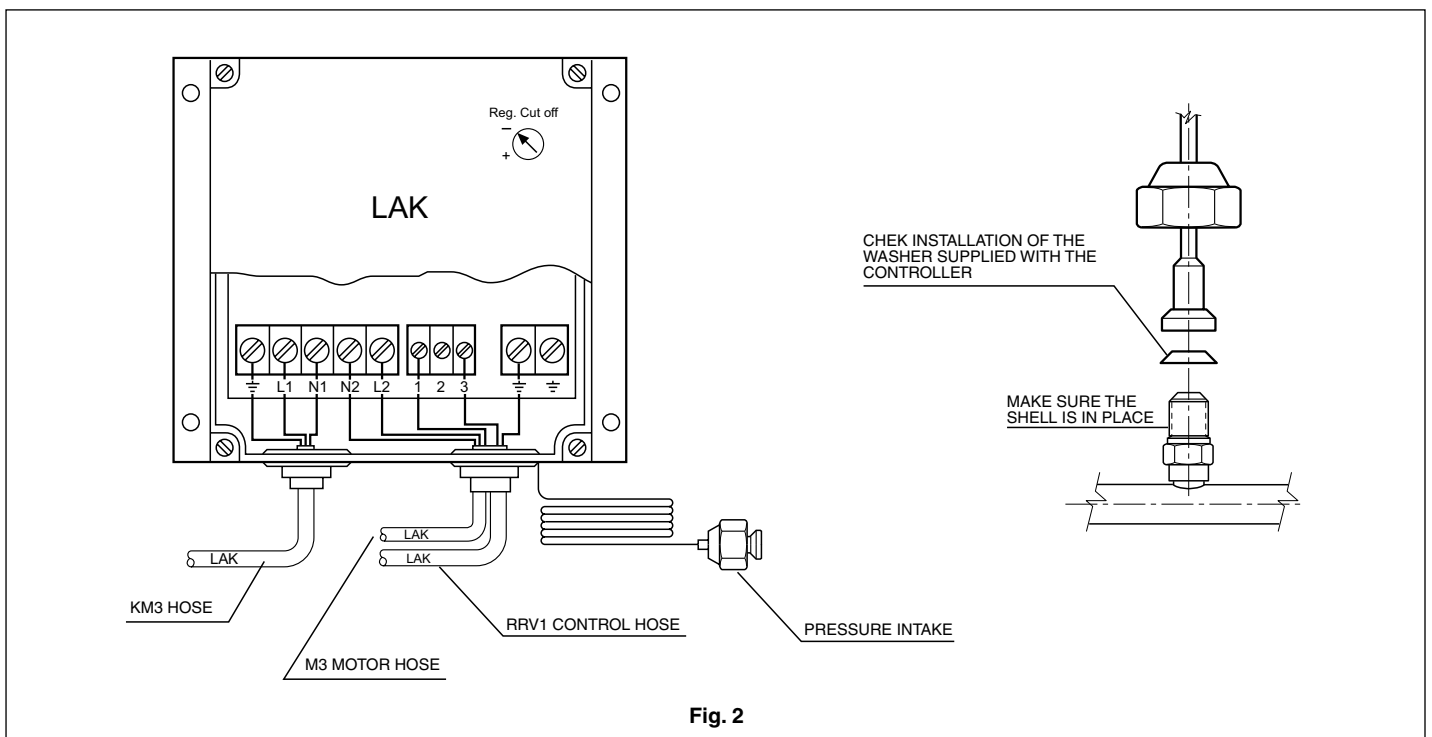 Reg. Cut off
–
+
LAK
CHEK INSTALLATION OF THE
WASHER SUPPLIED WITH THE
CONTROLLER
MAKE SURE THE
SHELL IS IN PLACE
L1 N1 N2 L2 1 2 3
LAK
LAK
LAK
KM3 HOSE
RRV1 CONTROL HOSE
PRESSURE INTAKE
M3 MOTOR HOSE
Fig. 2